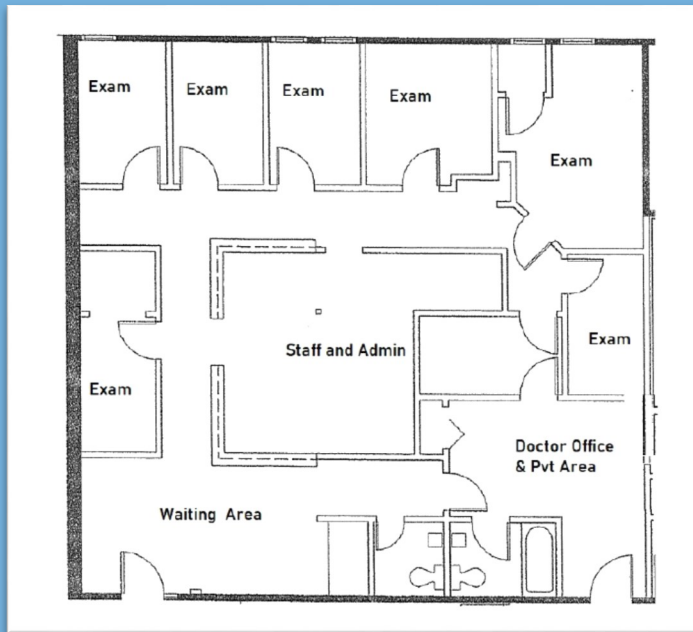 Exam
Exam
Exam
Exam
Exam
Exam
Staff and Admin
Exam
Doctor Office
& Pvt Area
Waiting Area